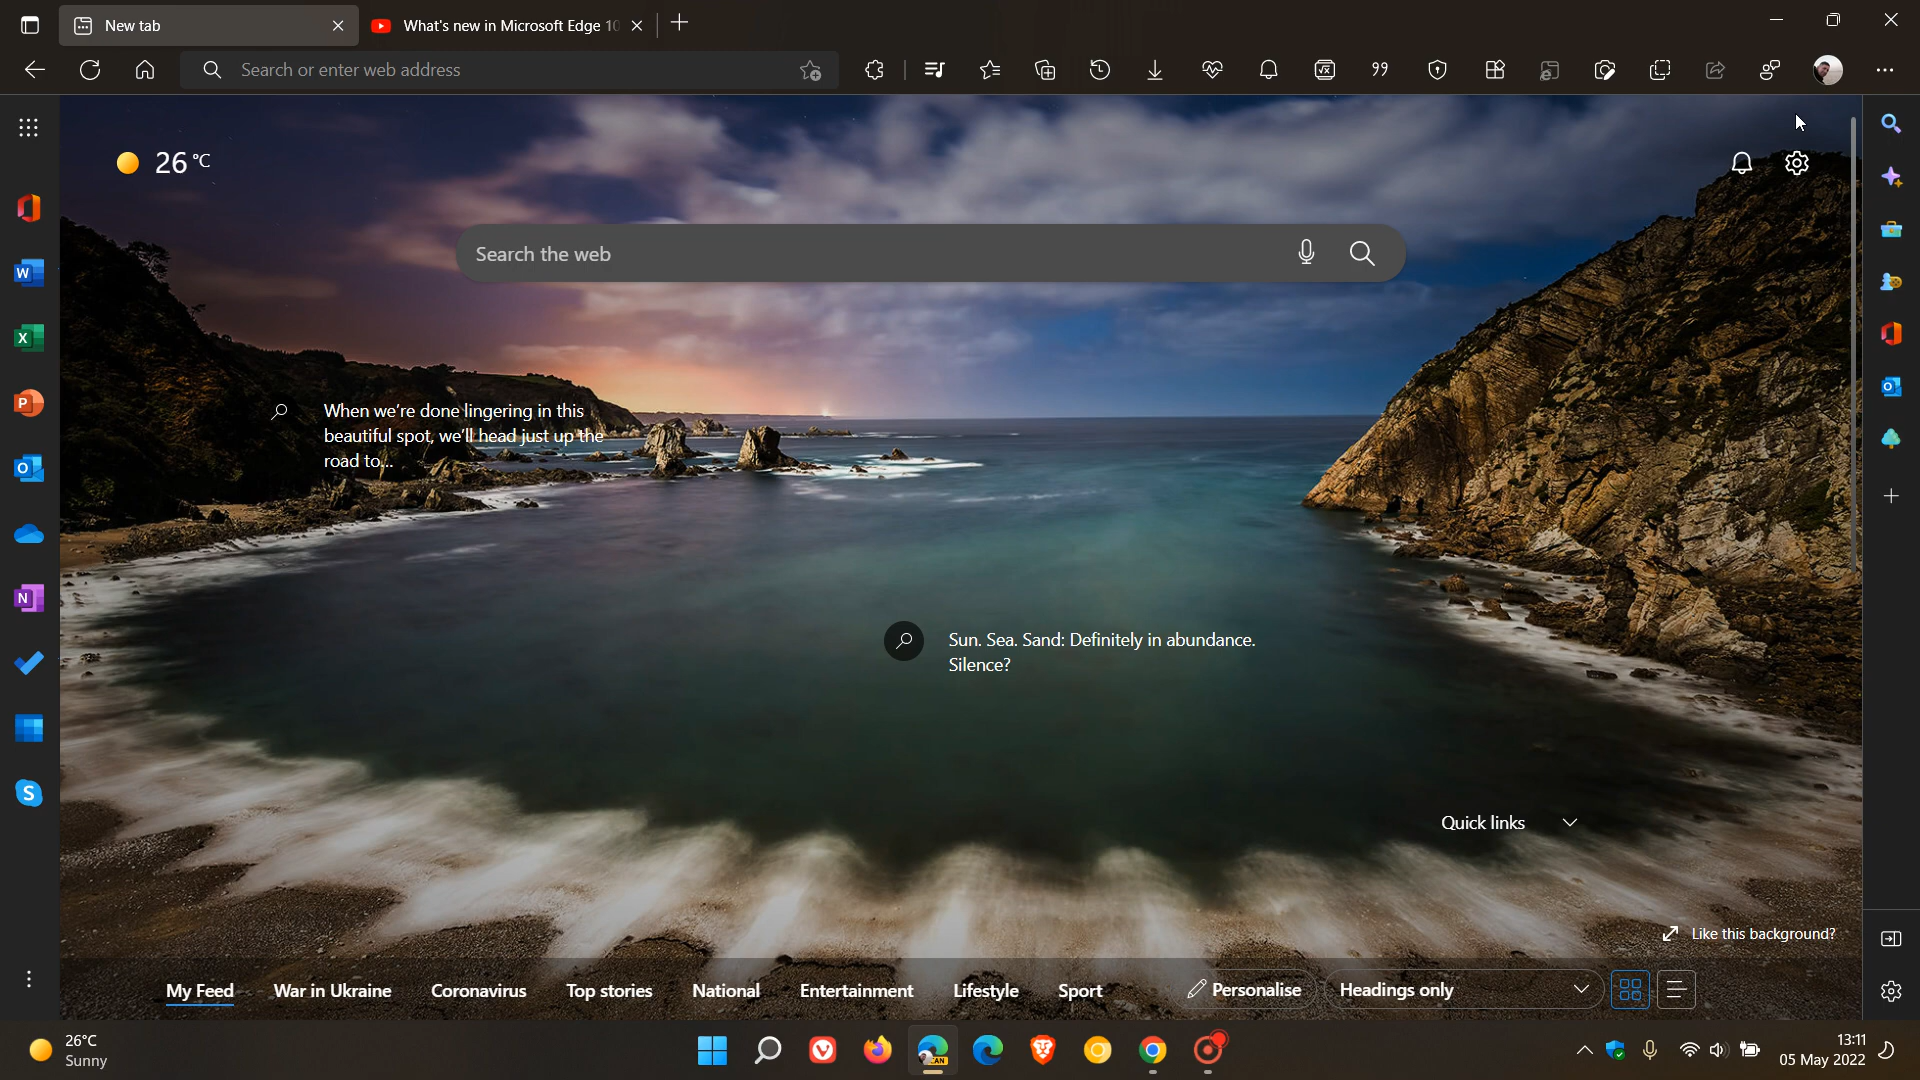 New tab
What's new in Microsoft Edge 10
Search or enter web address
26 °C
Search the web
When we're done lingering in this
beautiful spot, we'll head just up the
road to...
Sun. Sea. Sand: Definitely in abundance.
Silence?
Quick links
Like this background?
My Feed
War in Ukraine
Coronavirus
Top stories
National
Entertainment
Lifestyle
Sport
Personalise
Headings only
26°C
Sunny
CAN
13:11
05 May 2022